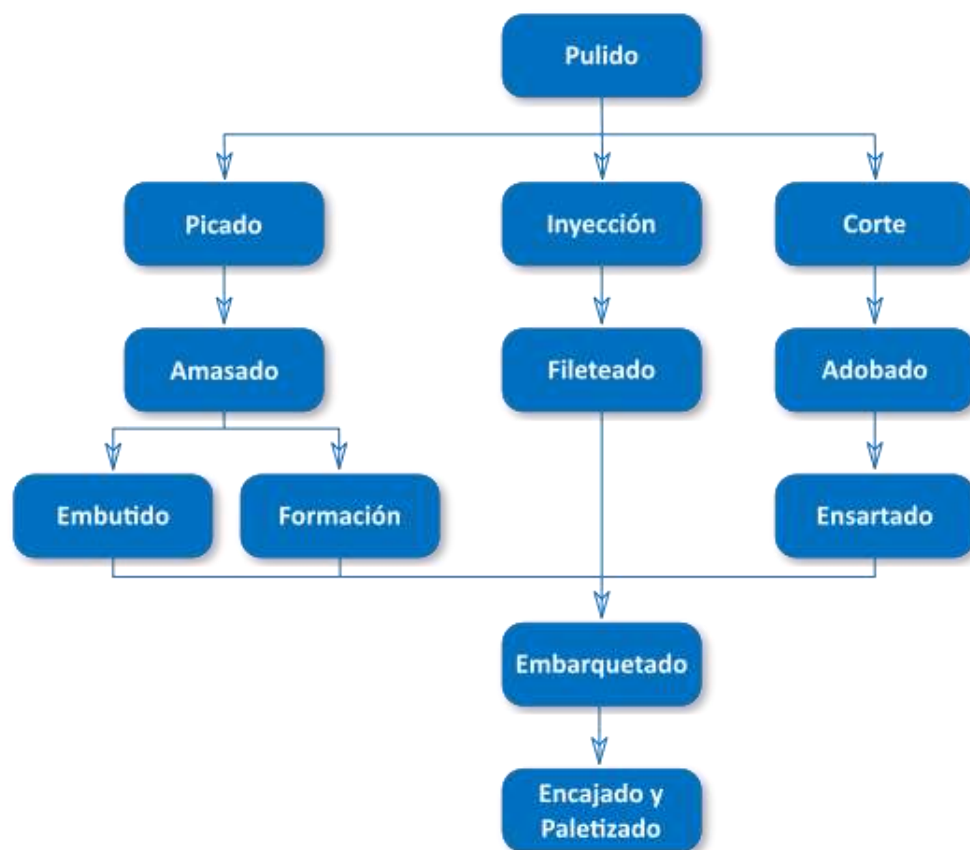 Pulido
Picado
Inyección
Corte
Amasado
Fileteado
Adobado
Embutido
Formación
Ensartado
Embarquetado
Encajado y
Paletizado